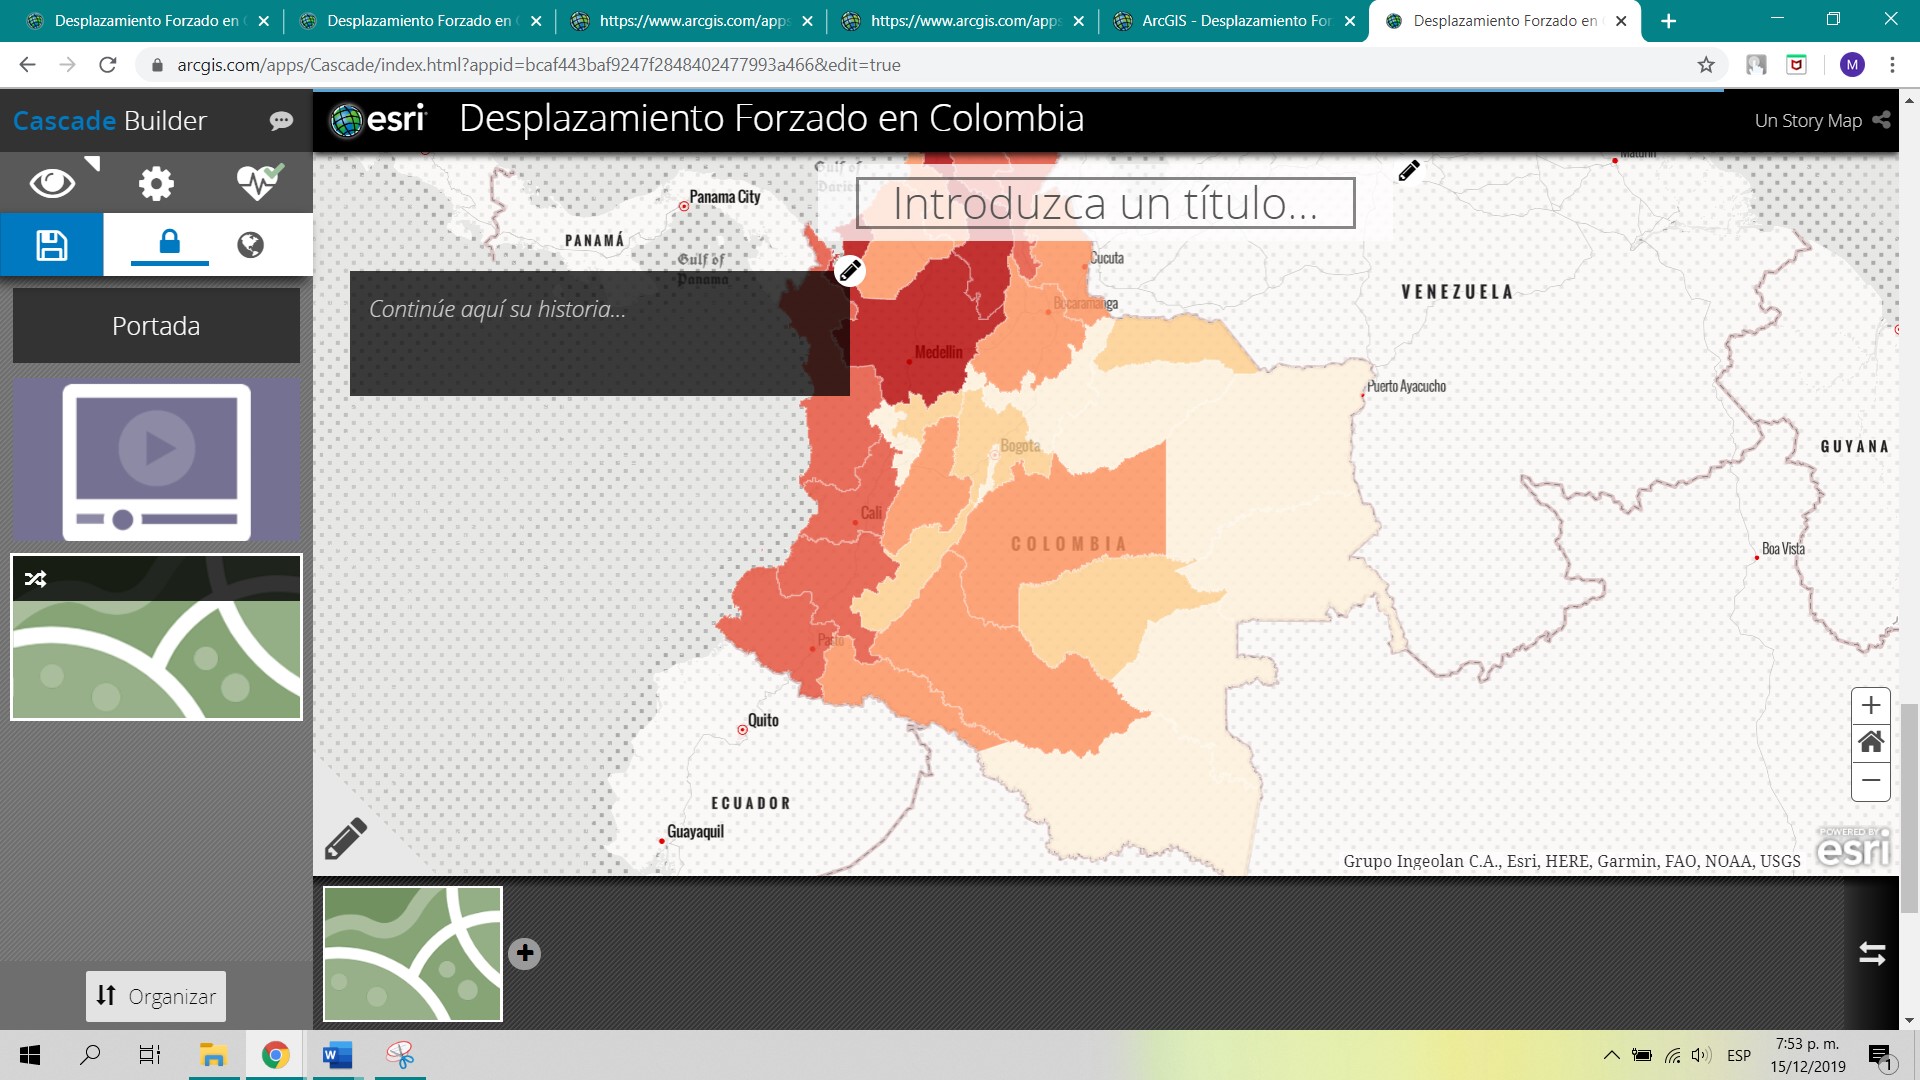 Desplazamiento Forzado en
Desplazamiento Forzado en
https://www.arcgis.com/apps
https://www.arcgis.com/apps
ArcGIS - Desplazamiento For
Desplazamiento Forzado en
arcgis.com/apps/Cascade/index.html?appid=bcaf443baf9247f2848402477993a466&edit=true
M
Cascade Builder
esri
Desplazamiento Forzado en Colombia
Un Story Map
Portada
Organizar
Introduzca un título...
Continúe aquí su historia...
Gulf of
Darien
Maturin
Panama City
PANAMÁ
Gulf of
Panama
Cucuta
Bucaramanga
VENEZUELA
Medellin
Puerto Ayacucho
Bogota
GUYANA
Cali
COLOMBIA
Boa Vista
Pasto
Quito
ECUADOR
Guayaquil
POWERED BY
esri
Grupo Ingeolan C.A., Esri, HERE, Garmin, FAO, NOAA, USGS
W
ESP
7:53 p. m.
15/12/2019
1